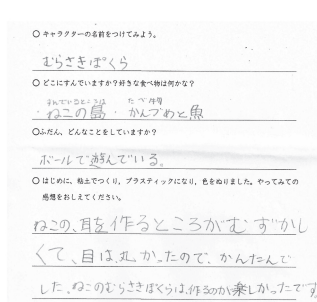 ○ キャラクターの名前をつけてみよう。
むらさきぽくら
○ どこにすんでいますか？好きな食べ物は何かな？
すんでいるところは たべ物
・ねこの島 ・かんづめと魚
○ふだん、どんなことをしていますか？
ボールで遊んでいる。
○ はじめに、粘土でつくり、プラスティックになり、色をぬりました。やってみての
感想をおしえてください。
ねこの、耳を作るところがむずかし
くて、目は、丸かったので、かんたんで
した。ねこのむらさきぽくらは、作るのが楽しかったです。